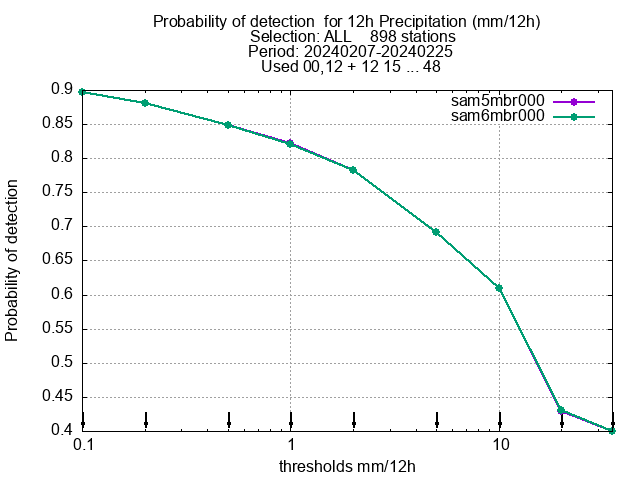 Probability of detection  for 12h Precipitation (mm/12h)
Selection: ALL    898 stations
Period: 20240207-20240225
Used 00,12 + 12 15 ... 48
sam5mbr000
sam6mbr000
0.9
0.85
0.8
0.75
0.7
0.65
0.6
0.55
0.5
0.45
0.4
Probability of detection
0.1
1
10
thresholds mm/12h